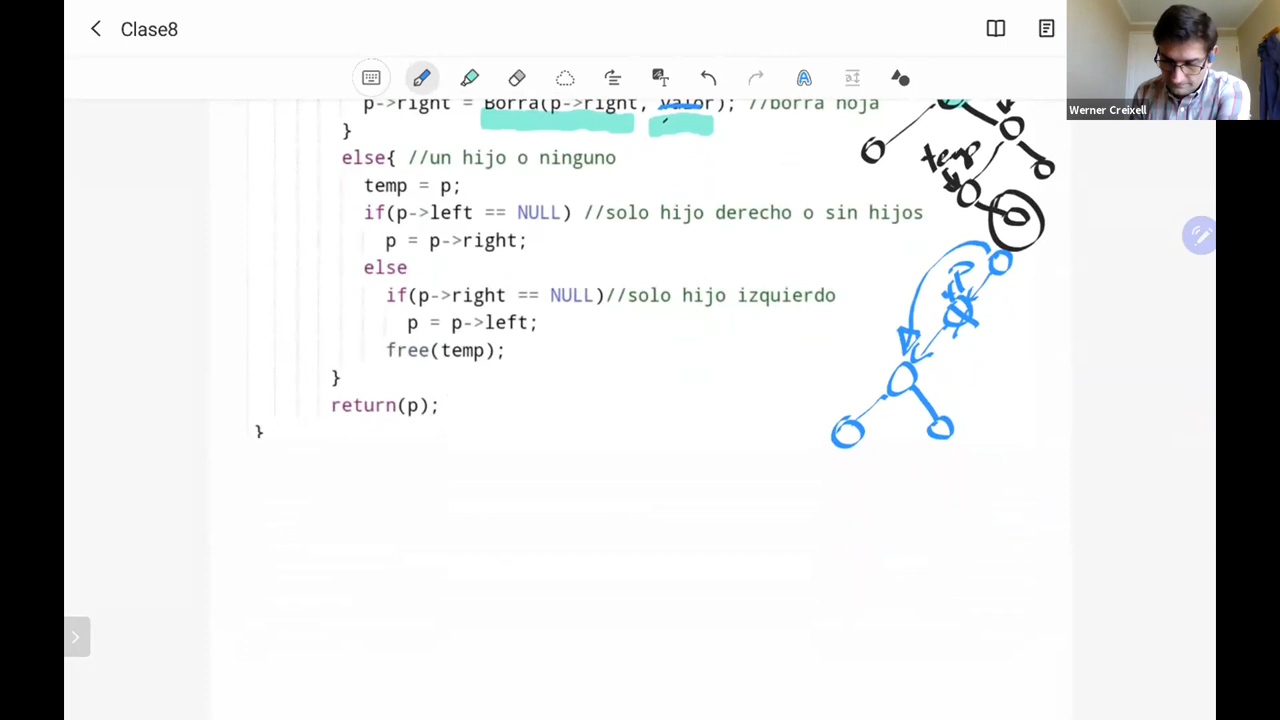 Clase8
p->right = Borra(p->right, valor); //borra hoja
}
else{ //un hijo o ninguno
temp = p;
if(p->left == NULL) //solo hijo derecho o sin hijos
p = p->right;
else
if(p->right == NULL)//solo hijo izquierdo
p = p->left;
free(temp);
}
return(p);
}
temp
P
Werner Creixell